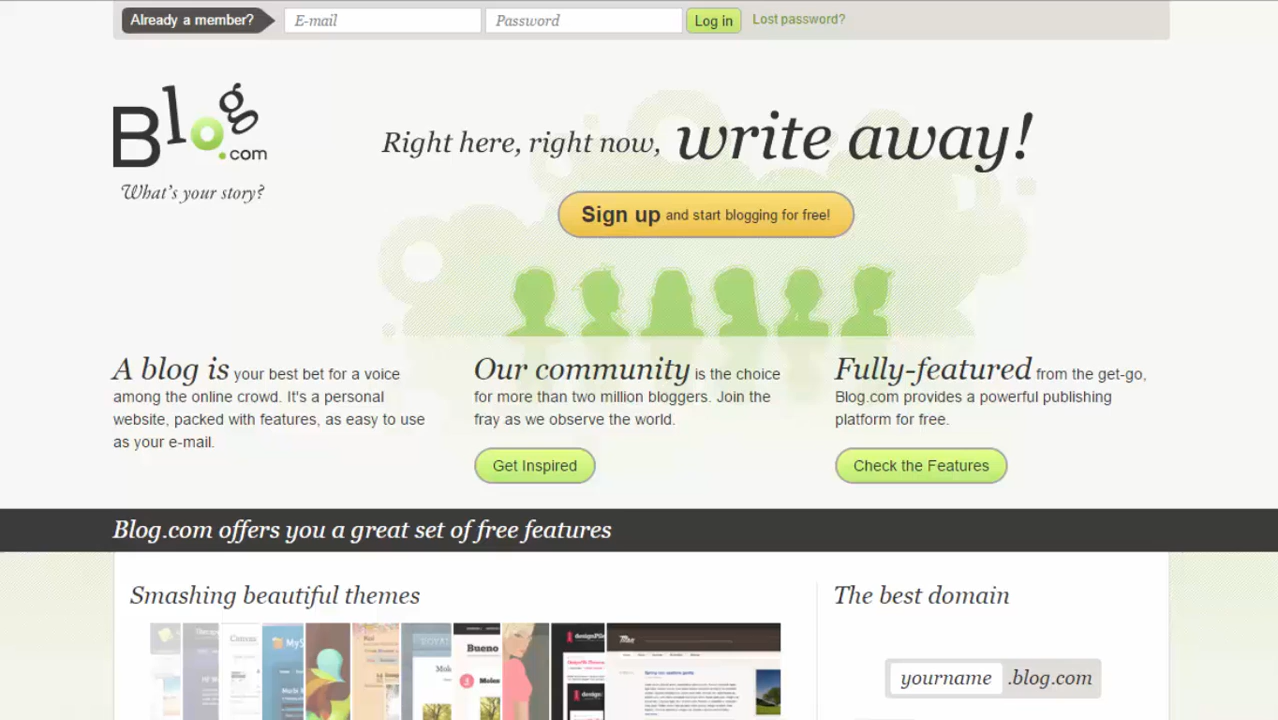 Already a member? E-mail Password Log in Lost password?
Blog.com
What's your story?
Right here, right now, write away!
Sign up and start blogging for free!
A blog is your best bet for a voice
among the online crowd. It's a personal
website, packed with features, as easy to use
as your e-mail.
Our community is the choice
for more than two million bloggers. Join the
fray as we observe the world.
Get Inspired
Fully-featured from the get-go,
Blog.com provides a powerful publishing
platform for free.
Check the Features
Blog.com offers you a great set of free features
Smashing beautiful themes
Bueno
The best domain
yourname .blog.com